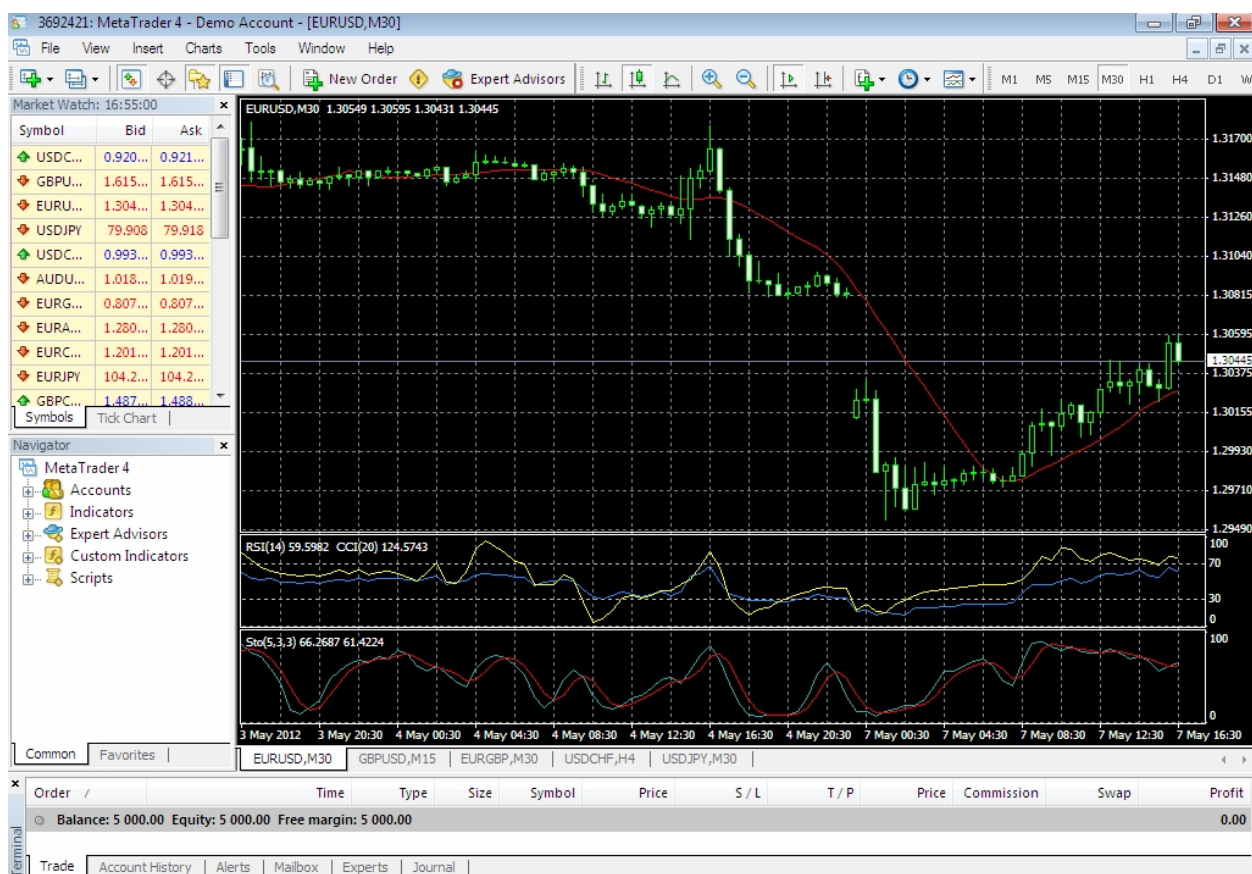 3692421: MetaTrader 4 - Demo Account - [EURUSD,M30]
File View Insert Charts Tools Window Help
New Order Expert Advisors M1 M5 M15 M30 H1 H4 D1
Market Watch: 16:55:00
Symbol Bid Ask
USDC... 0.920... 0.921...
GBPU... 1.615... 1.615...
EURU... 1.304... 1.304...
USDJPY 79.908 79.918
USDC... 0.993... 0.993...
AUDU... 1.018... 1.019...
EURG... 0.807... 0.807...
EURA... 1.280... 1.280...
EURC... 1.201... 1.201...
EURJPY 104.2... 104.2...
GBPC... 1.487... 1.488...
Symbols Tick Chart
Navigator
MetaTrader 4
Accounts
Indicators
Expert Advisors
Custom Indicators
Scripts
Common Favorites
EURUSD,M30 1.30549 1.30595 1.30431 1.30445
1.31700
1.31480
1.31260
1.31040
1.30815
1.30595
1.30445
1.30375
1.30155
1.29930
1.29710
1.29490
RSI(14) 59.5982 CCI(20) 124.5743
100
70
30
0
Sto(5,3,3) 66.2687 61.4224
100
0
3 May 2012 3 May 20:30 4 May 00:30 4 May 04:30 4 May 08:30 4 May 12:30 4 May 16:30 4 May 20:30 7 May 00:30 7 May 04:30 7 May 08:30 7 May 12:30 7 May 16:30
EURUSD,M30 GBPUSD,M15 EURGBP,M30 USDCHF,H4 USDJPY,M30
Order / Time Type Size Symbol Price S / L T / P Price Commission Swap Profit
Balance: 5 000.00 Equity: 5 000.00 Free margin: 5 000.00 0.00
Terminal
Trade Account History Alerts Mailbox Experts Journal